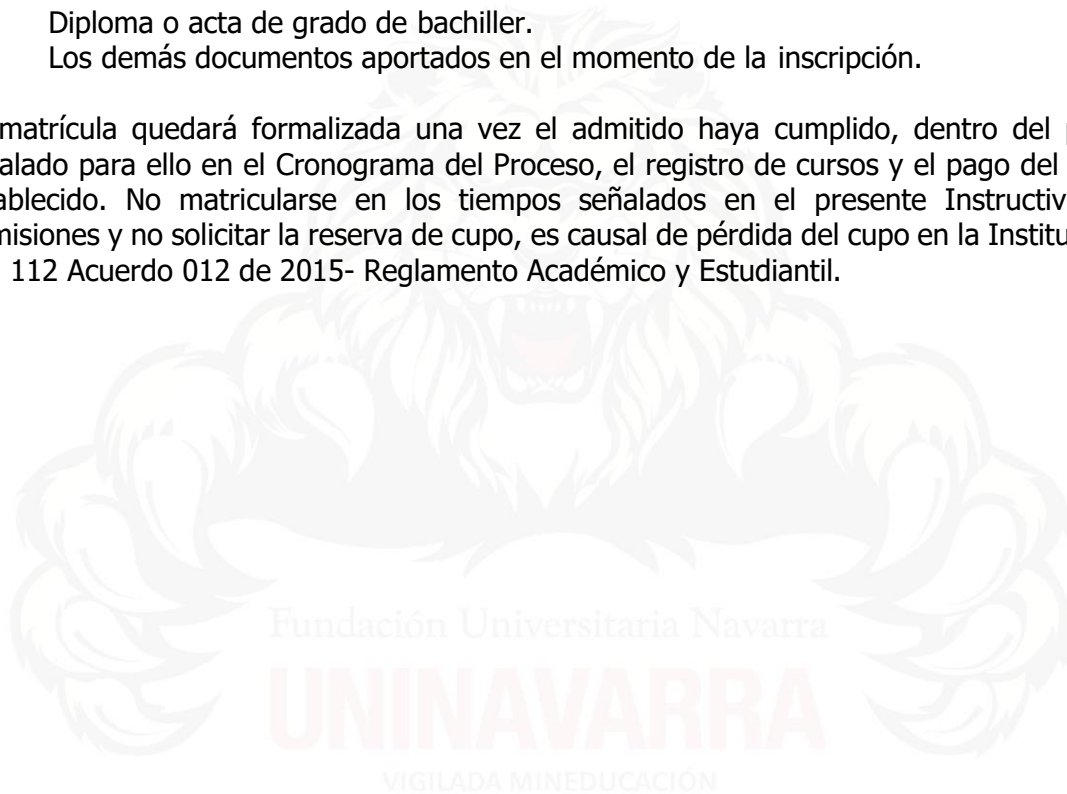 Diploma o acta de grado de bachiller.
Los demás documentos aportados en el momento de la inscripción.
matrícula quedará formalizada una vez el admitido haya cumplido, dentro del p
alado para ello en el Cronograma del Proceso, el registro de cursos y el pago del
ablecido. No matricularse en los tiempos señalados en el presente Instructiv
misiones y no solicitar la reserva de cupo, es causal de pérdida del cupo en la Institu
112 Acuerdo 012 de 2015- Reglamento Académico y Estudiantil.
Fundación Universitaria Navarra
UNINAVARRA
VIGILADA MINEDUCACIÓN